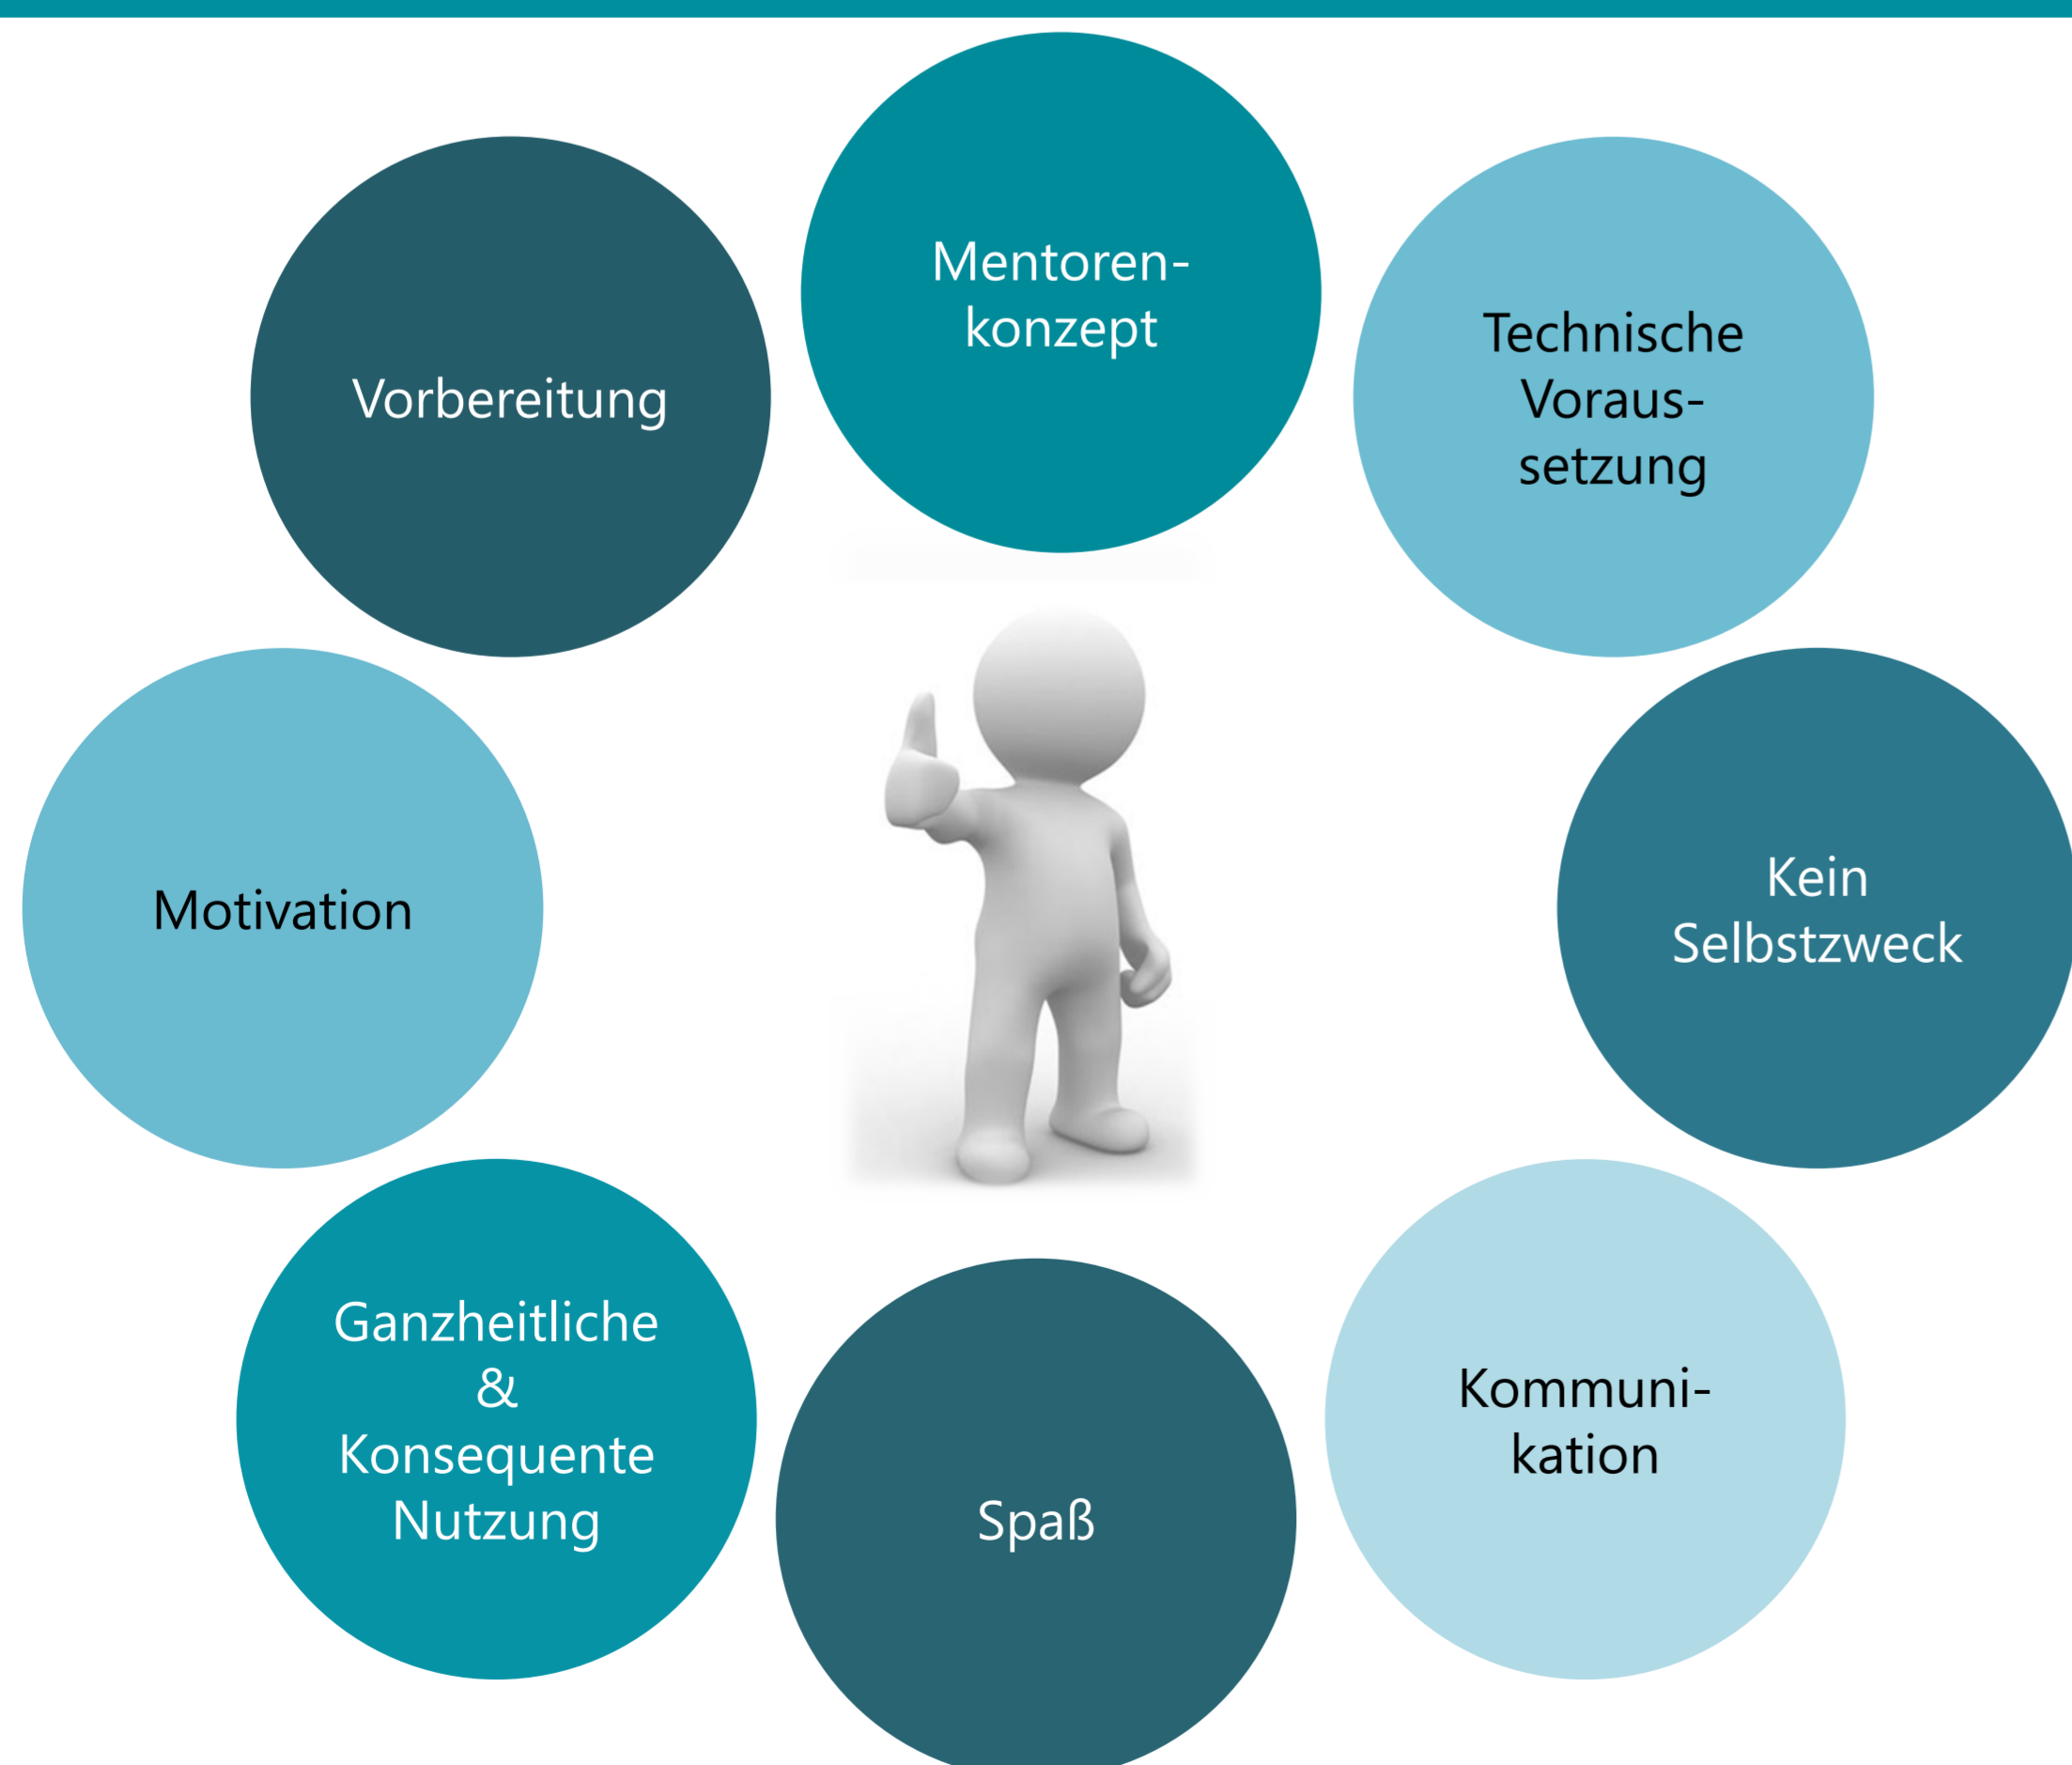 Mentoren-
konzept
Vorbereitung
Technische
Voraus-
setzung
Motivation
Kein
Selbstzweck
Ganzheitliche
&
Konsequente
Nutzung
Spaß
Kommuni-
kation